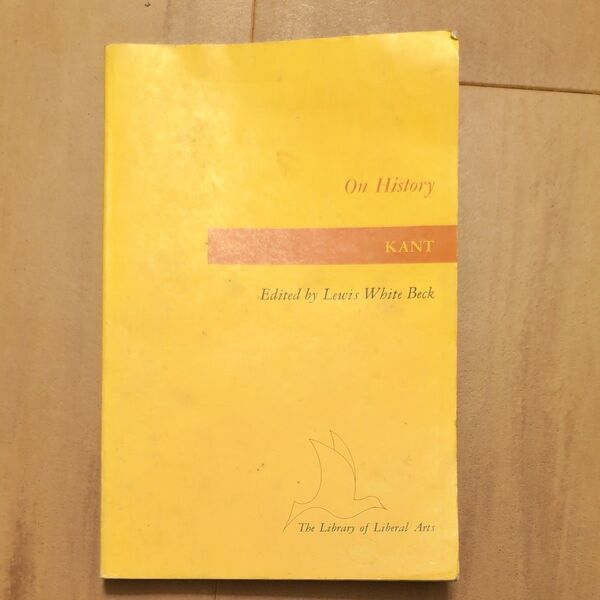 On History
KANT
Edited by Lewis White Beck
The Library of Liberal Arts